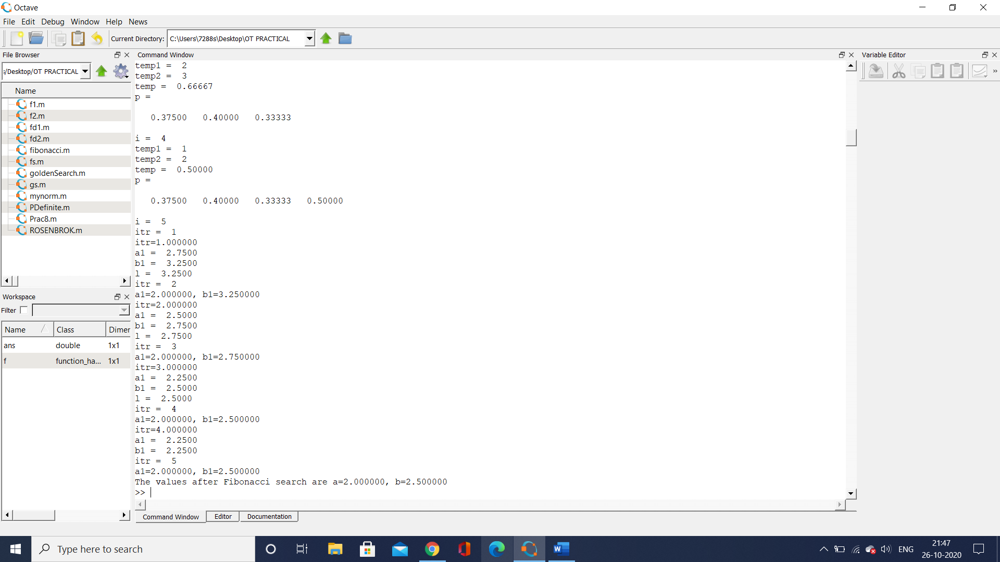 Octave
File Edit Debug Window Help News
Current Directory: C:\Users\7288s\Desktop\OT PRACTICAL
File Browser
s/Desktop/OT PRACTICAL
Name
f1.m
f2.m
fd1.m
fd2.m
fibonacci.m
fs.m
goldenSearch.m
gs.m
mynorm.m
PDefinite.m
Prac8.m
ROSENBROK.m
Workspace
Filter
Name Class Dimer
ans double 1x1
f function_ha... 1x1
Command Window
temp1 =  2
temp2 =  3
temp =  0.66667
p =
0.37500   0.40000   0.33333
i =  4
temp1 =  1
temp2 =  2
temp =  0.50000
p =
0.37500   0.40000   0.33333   0.50000
i =  5
itr =  1
itr=1.000000
a1 =  2.7500
b1 =  3.2500
l =  3.2500
itr =  2
a1=2.000000, b1=3.250000
itr=2.000000
a1 =  2.5000
b1 =  2.7500
l =  2.7500
itr =  3
a1=2.000000, b1=2.750000
itr=3.000000
a1 =  2.2500
b1 =  2.5000
l =  2.5000
itr =  4
a1=2.000000, b1=2.500000
itr=4.000000
a1 =  2.2500
b1 =  2.2500
itr =  5
a1=2.000000, b1=2.500000
The values after Fibonacci search are a=2.000000, b=2.500000
>>
Command Window Editor Documentation
Variable Editor
»
Type here to search
ENG
21:47
26-10-2020